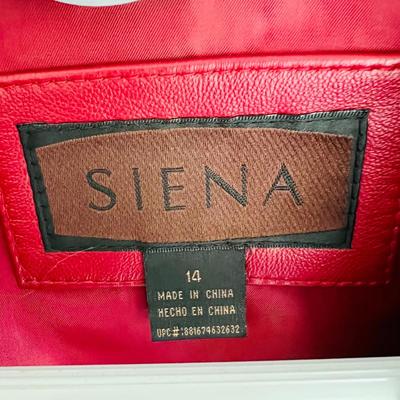 SIENA
14
MADE IN CHINA
HECHO EN CHINA
UPC#:881674632632